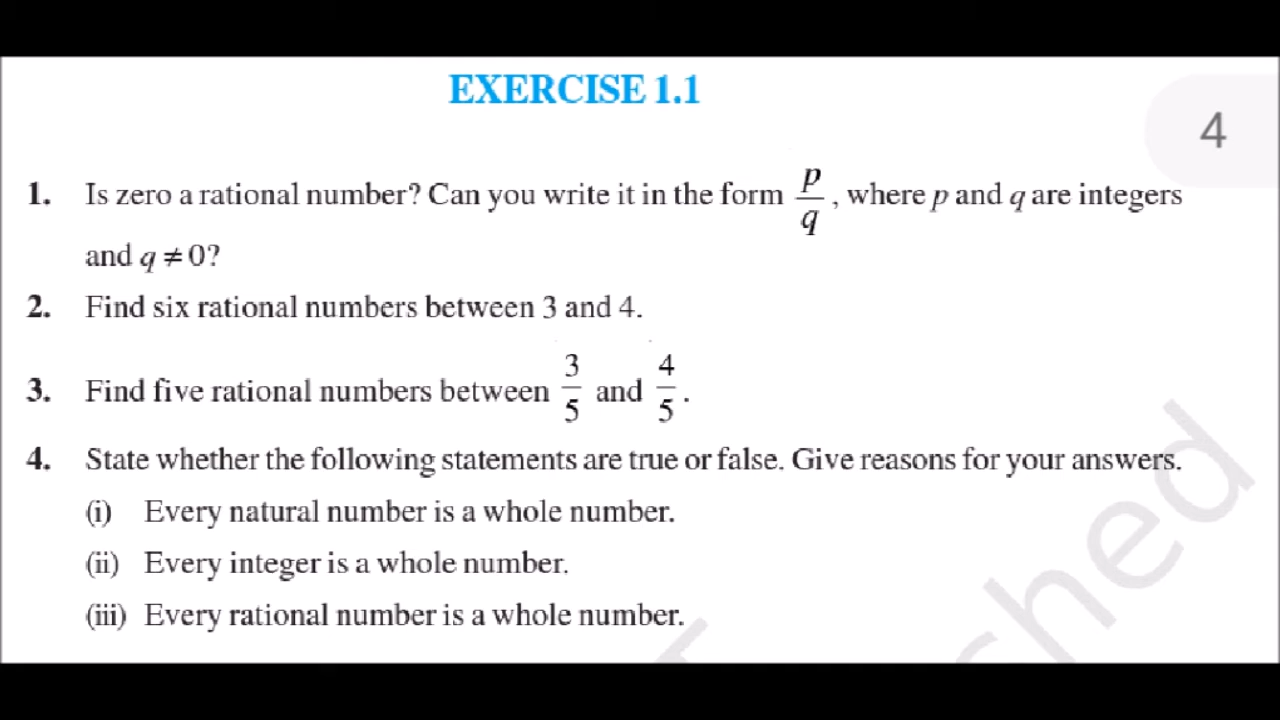 EXERCISE 1.1
4
1. Is zero a rational number? Can you write it in the form p/q, where p and q are integers
and q ≠ 0?
2. Find six rational numbers between 3 and 4.
3. Find five rational numbers between 3/5 and 4/5.
4. State whether the following statements are true or false. Give reasons for your answers.
(i) Every natural number is a whole number.
(ii) Every integer is a whole number.
(iii) Every rational number is a whole number.